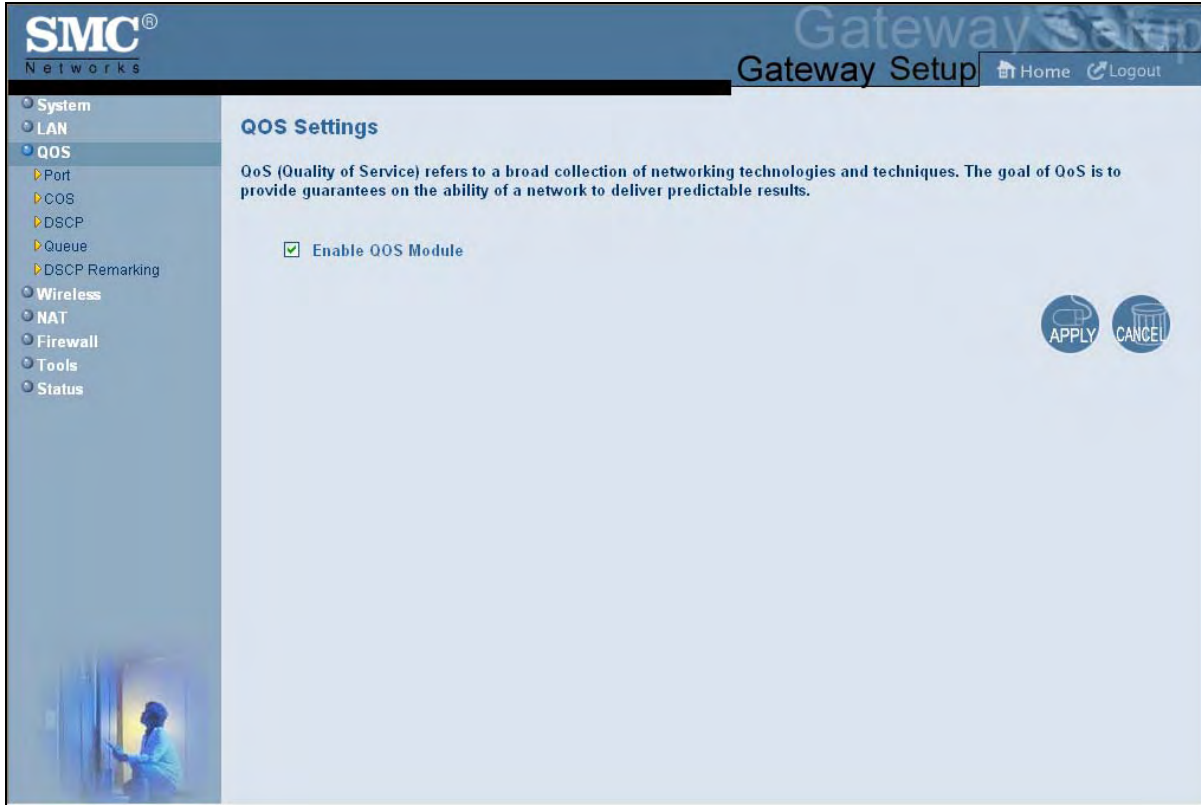 SMC®
Networks
Gateway Setup
Gateway Setup
Home
Logout
System
LAN
QOS
Port
COS
DSCP
Queue
DSCP Remarking
Wireless
NAT
Firewall
Tools
Status
QOS Settings
QoS (Quality of Service) refers to a broad collection of networking technologies and techniques. The goal of QoS is to
provide guarantees on the ability of a network to deliver predictable results.
Enable QOS Module
APPLY
CANCEL